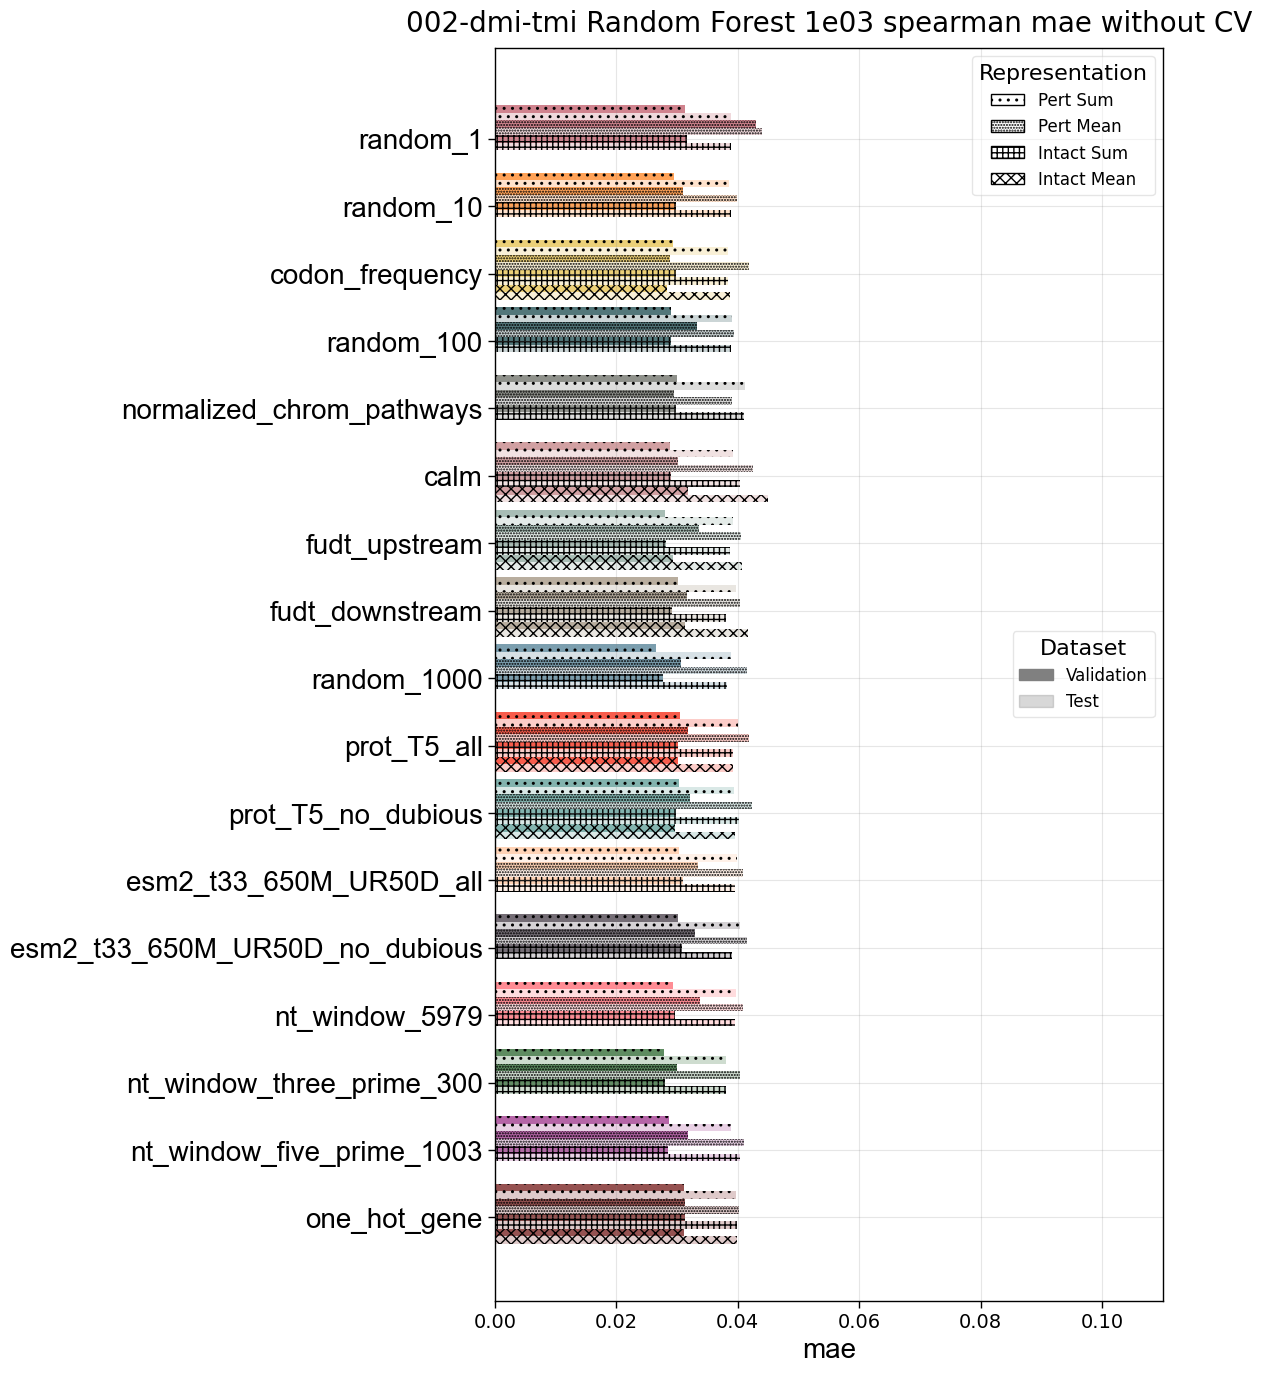 002-dmi-tmi Random Forest 1e03 spearman mae without CV
Representation
Pert Sum
Pert Mean
Intact Sum
Intact Mean
random_1
random_10
codon_frequency
random_100
normalized_chrom_pathways
calm
fudt_upstream
fudt_downstream
random_1000
Dataset
Validation
Test
prot_T5_all
prot_T5_no_dubious
esm2_t33_650M_UR50D_all
esm2_t33_650M_UR50D_no_dubious
nt_window_5979
nt_window_three_prime_300
nt_window_five_prime_1003
one_hot_gene
0.00 0.02 0.04 0.06 0.08 0.10
mae